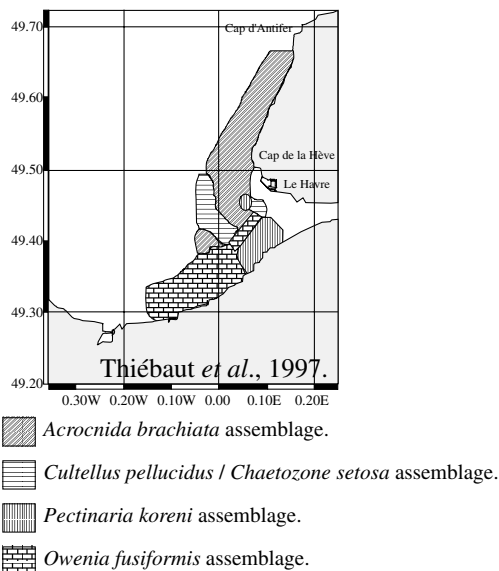 49.70
Cap d'Antifer
49.60
49.50
Cap de la Hève
Le Havre
49.40
49.30
Thiébaut et al., 1997.
49.20
0.30W 0.20W 0.10W 0.00 0.10E 0.20E
Acrocnida brachiata assemblage.
Cultellus pellucidus / Chaetozone setosa assemblage.
Pectinaria koreni assemblage.
Owenia fusiformis assemblage.